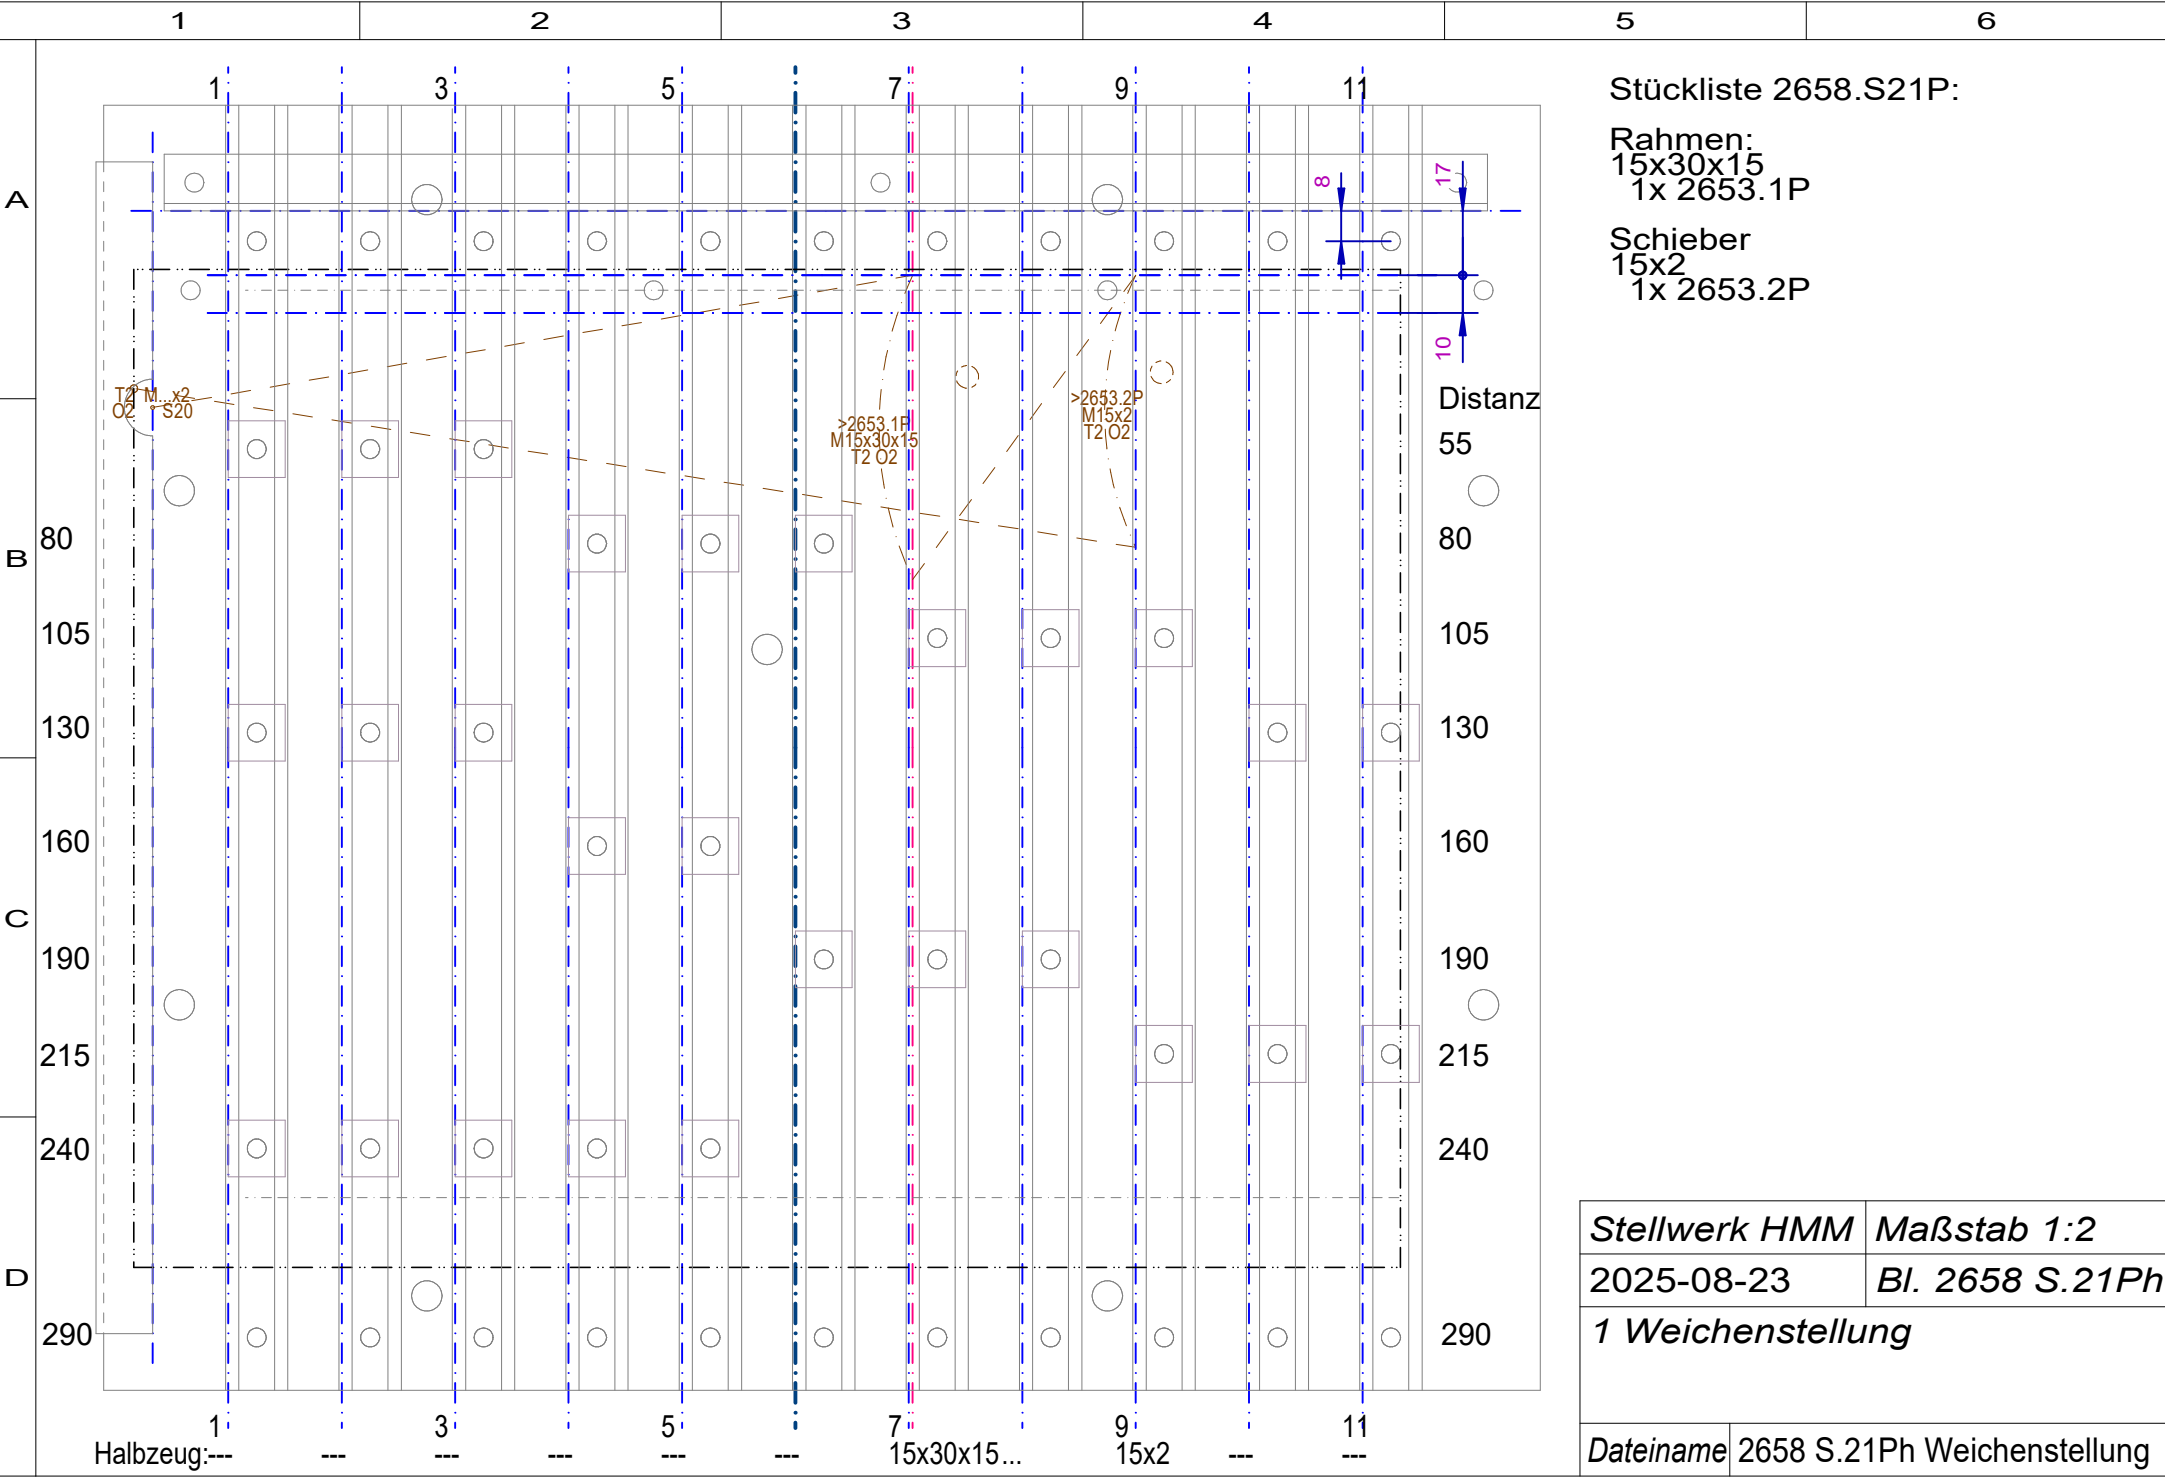 1 2 3 4 5 6
1 3 5 7 9 11
Stückliste 2658.S21P:
Rahmen:
15x30x15
1x 2653.1P
Schieber
15x2
1x 2653.2P
A
8 17
10
T2 M...x2
O2 S20
>2653.1P
M15x30x15
T2 O2
>2653.2P
M15x2
T2 O2
Distanz
55
B
80 80
105 105
130 130
160 160
C
190 190
215 215
240 240
D
290 290
1 3 5 7 9 11
Halbzeug:--- --- --- --- --- --- 15x30x15... 15x2 --- ---
Stellwerk HMM Maßstab 1:2
2025-08-23 Bl. 2658 S.21Ph
1 Weichenstellung
Dateiname 2658 S.21Ph Weichenstellung